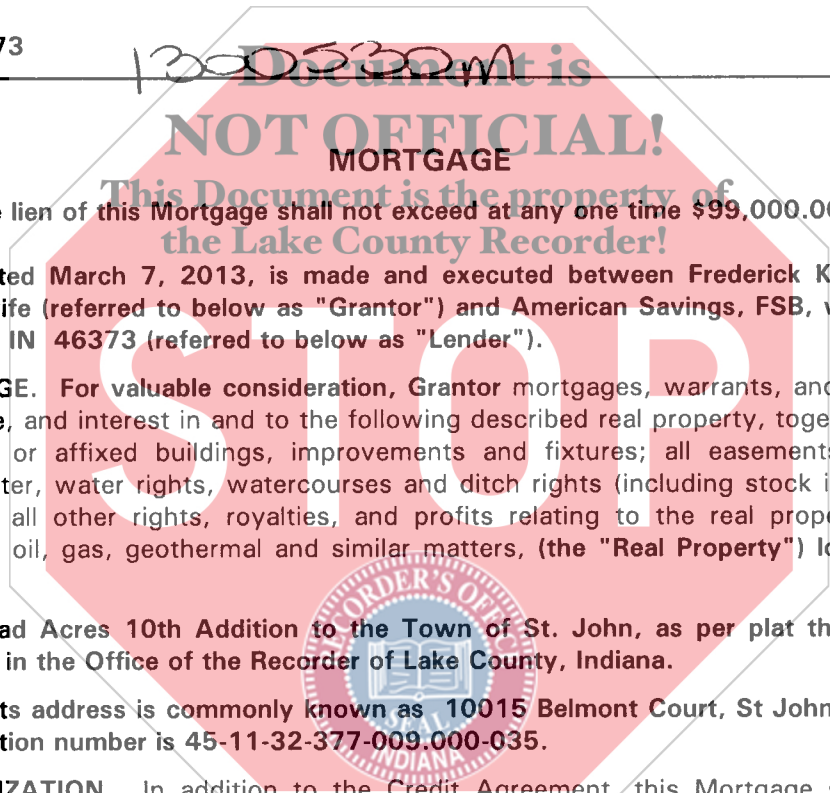 73
1300530m
Document is
NOT OFFICIAL!
MORTGAGE
This Document is the property of
lien of this Mortgage shall not exceed at any one time $99,000.00
the Lake County Recorder!
ted March 7, 2013, is made and executed between Frederick K
ife (referred to below as "Grantor") and American Savings, FSB,
IN 46373 (referred to below as "Lender").
GE. For valuable consideration, Grantor mortgages, warrants, and
, and interest in and to the following described real property, toge
or affixed buildings, improvements and fixtures; all easements
ter, water rights, watercourses and ditch rights (including stock i
all other rights, royalties, and profits relating to the real prope
oil, gas, geothermal and similar matters, (the "Real Property") lo
STOP
RECORDER'S OFFICE
ad Acres 10th Addition to the Town of St. John, as per plat th
in the Office of the Recorder of Lake County, Indiana.
ts address is commonly known as 10015 Belmont Court, St John
SEAL
tion number is 45-11-32-377-009.000-035.
INDIANA
IZATION. In addition to the Credit Agreement, this Mortgage